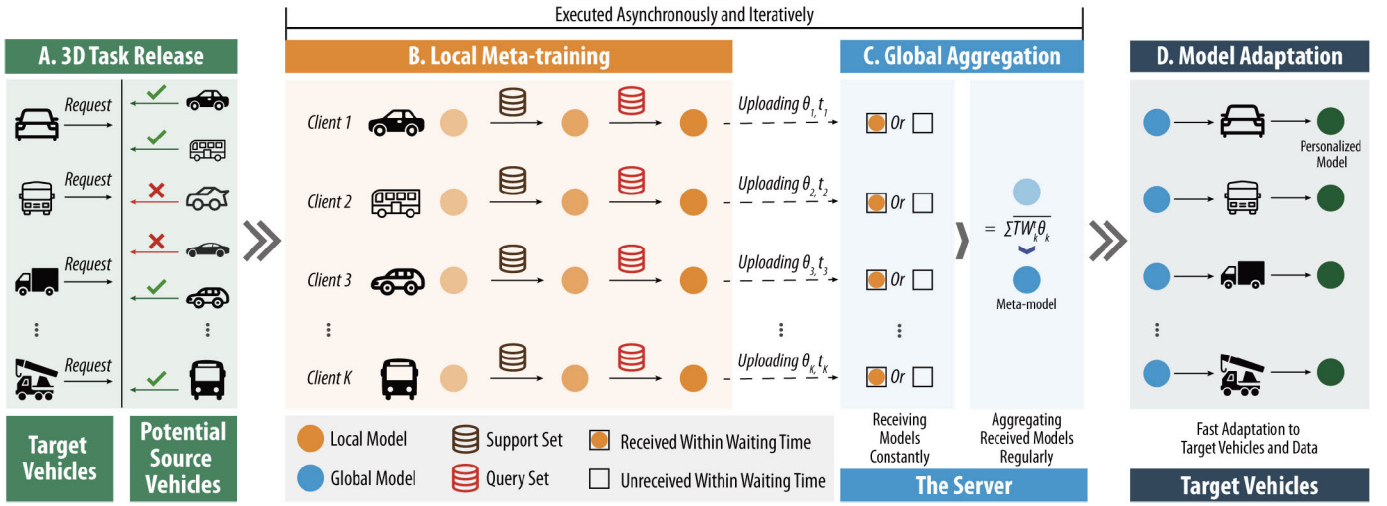 Executed Asynchronously and Iteratively
A. 3D Task Release
B. Local Meta-training
C. Global Aggregation
D. Model Adaptation
Request
Request
Request
Request
Client 1
Client 2
Client 3
Client K
Uploading θ₁, t₁
Uploading θ₂, t₂
Uploading θ₃, t₃
Uploading θ_K, t_K
Or
Or
Or
Or
= ΣTW_k^t θ_k
Meta-model
Personalized
Model
Target
Vehicles
Potential
Source
Vehicles
Local Model
Global Model
Support Set
Query Set
Received Within Waiting Time
Unreceived Within Waiting Time
Receiving
Models
Constantly
Aggregating
Received Models
Regularly
The Server
Fast Adaptation to
Target Vehicles and Data
Target Vehicles